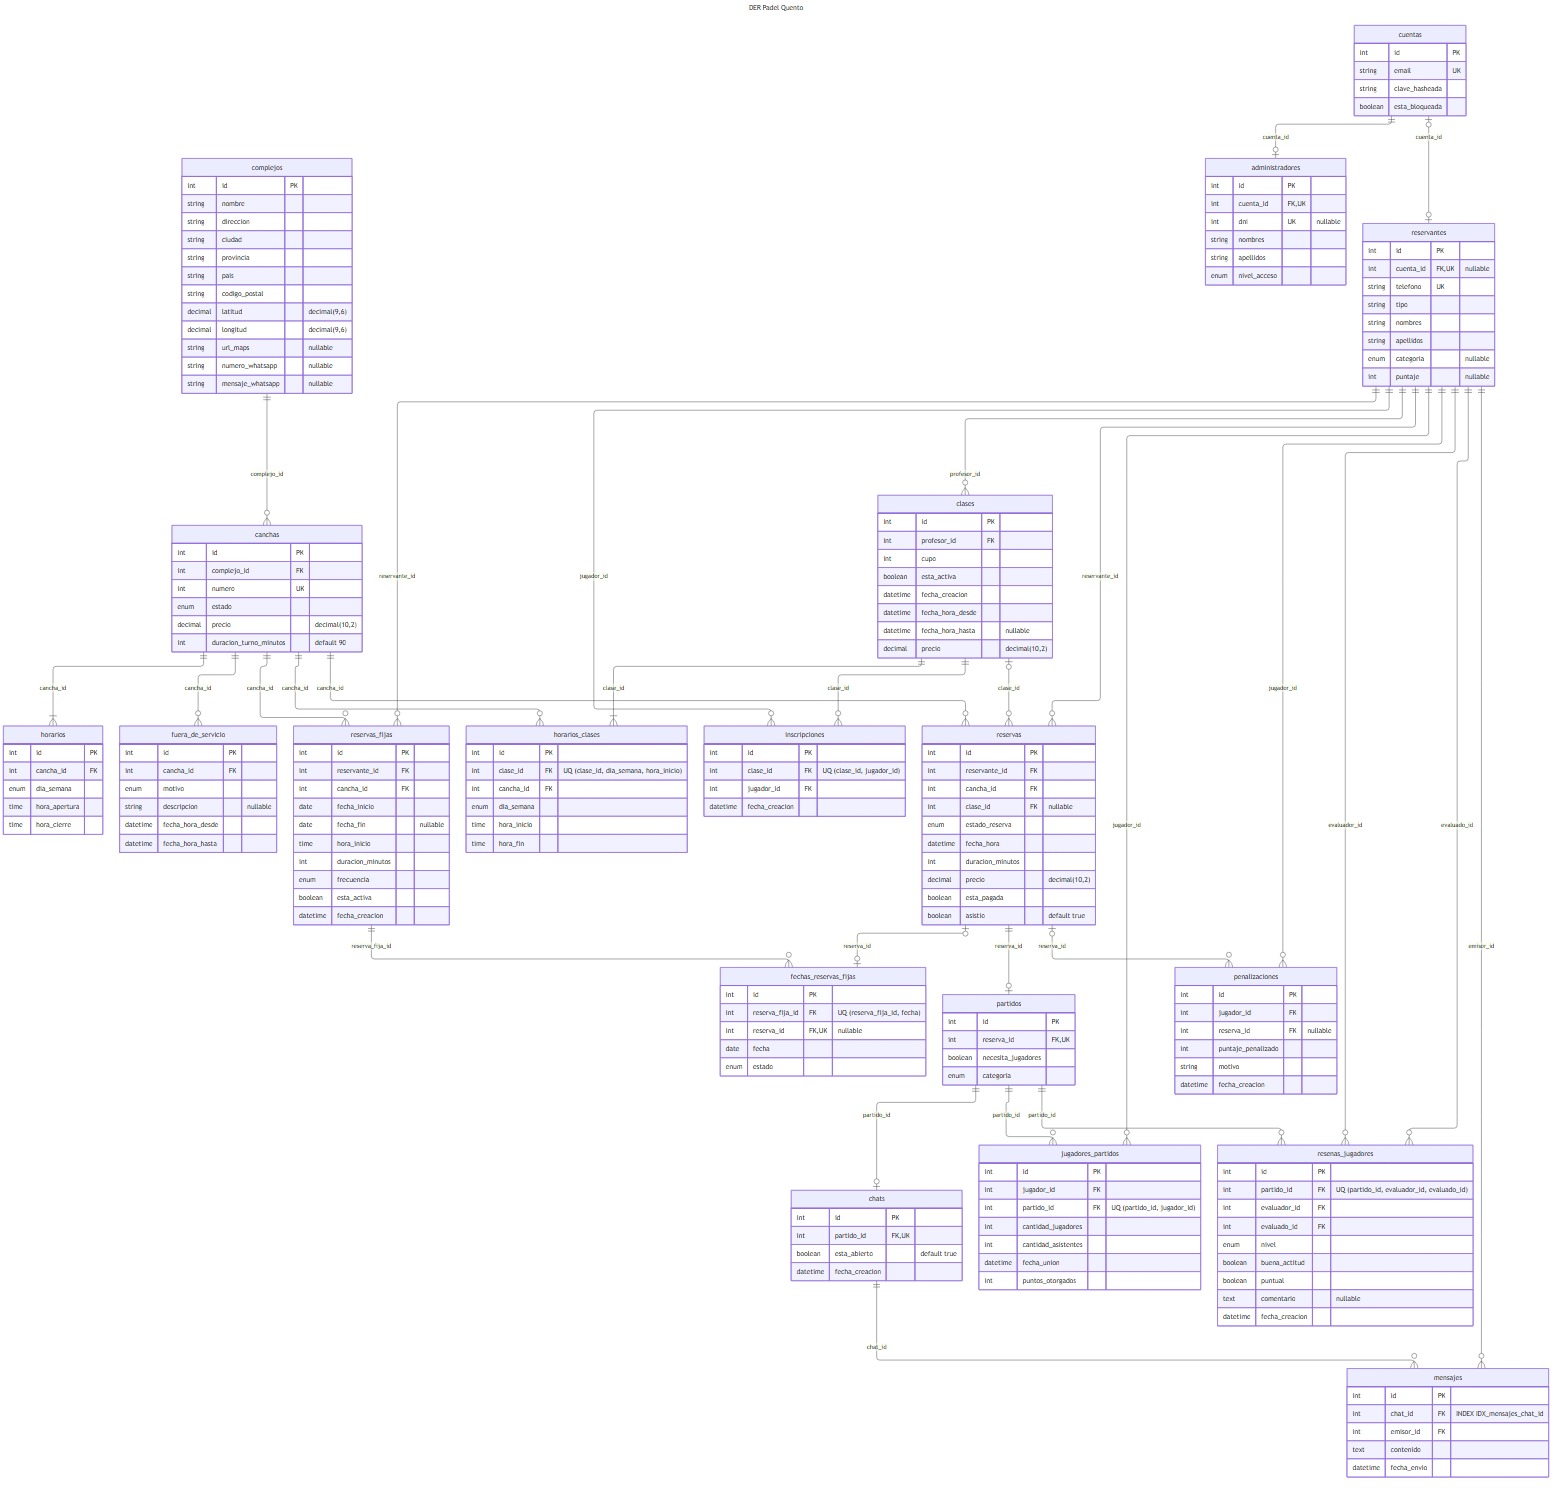 DER Padel Quento
cuentas
int id PK
string email UK
string clave_hasheada
boolean esta_bloqueada
cuenta_id
cuenta_id
administradores
int id PK
int cuenta_id FK,UK
int dni UK nullable
string nombres
string apellidos
enum nivel_acceso
complejos
int id PK
string nombre
string direccion
string ciudad
string provincia
string pais
string codigo_postal
decimal latitud decimal(9,6)
decimal longitud decimal(9,6)
string url_maps nullable
string numero_whatsapp nullable
string mensaje_whatsapp nullable
reservantes
int id PK
int cuenta_id FK,UK nullable
string telefono UK
string tipo
string nombres
string apellidos
enum categoria nullable
int puntaje nullable
complejo_id
profesor_id
jugador_id
clases
int id PK
int profesor_id FK
int cupo
boolean esta_activa
datetime fecha_creacion
datetime fecha_hora_desde
datetime fecha_hora_hasta nullable
decimal precio decimal(10,2)
canchas
int id PK
int complejo_id FK
int numero UK
enum estado
decimal precio decimal(10,2)
int duracion_turno_minutos default 90
reservante_id
jugador_id
reservante_id
cancha_id
cancha_id
cancha_id
cancha_id
cancha_id
clase_id
clase_id
clase_id
horarios
int id PK
int cancha_id FK
enum dia_semana
time hora_apertura
time hora_cierre
fuera_de_servicio
int id PK
int cancha_id FK
enum motivo
string descripcion nullable
datetime fecha_hora_desde
datetime fecha_hora_hasta
reservas_fijas
int id PK
int reservante_id FK
int cancha_id FK
date fecha_inicio
date fecha_fin nullable
time hora_inicio
int duracion_minutos
enum frecuencia
boolean esta_activa
datetime fecha_creacion
horarios_clases
int id PK
int clase_id FK UQ (clase_id, dia_semana, hora_inicio)
int cancha_id FK
enum dia_semana
time hora_inicio
time hora_fin
inscripciones
int id PK
int clase_id FK UQ (clase_id, jugador_id)
int jugador_id FK
datetime fecha_creacion
reservas
int id PK
int reservante_id FK
int cancha_id FK
int clase_id FK nullable
enum estado_reserva
datetime fecha_hora
int duracion_minutos
decimal precio decimal(10,2)
boolean esta_pagada
boolean asistio default true
jugador_id
evaluador_id
evaluado_id
emisor_id
reserva_fija_id
reserva_id
reserva_id
reserva_id
fechas_reservas_fijas
int id PK
int reserva_fija_id FK UQ (reserva_fija_id, fecha)
int reserva_id FK,UK nullable
date fecha
enum estado
partidos
int id PK
int reserva_id FK,UK
boolean necesita_jugadores
enum categoria
penalizaciones
int id PK
int jugador_id FK
int reserva_id FK nullable
int puntaje_penalizado
string motivo
datetime fecha_creacion
partido_id
partido_id
partido_id
jugadores_partidos
int id PK
int jugador_id FK
int partido_id FK UQ (partido_id, jugador_id)
int cantidad_jugadores
int cantidad_asistentes
datetime fecha_union
int puntos_otorgados
resenas_jugadores
int id PK
int partido_id FK UQ (partido_id, evaluador_id, evaluado_id)
int evaluador_id FK
int evaluado_id FK
enum nivel
boolean buena_actitud
boolean puntual
text comentario nullable
datetime fecha_creacion
chats
int id PK
int partido_id FK,UK
boolean esta_abierto default true
datetime fecha_creacion
chat_id
mensajes
int id PK
int chat_id FK INDEX IDX_mensajes_chat_id
int emisor_id FK
text contenido
datetime fecha_envio